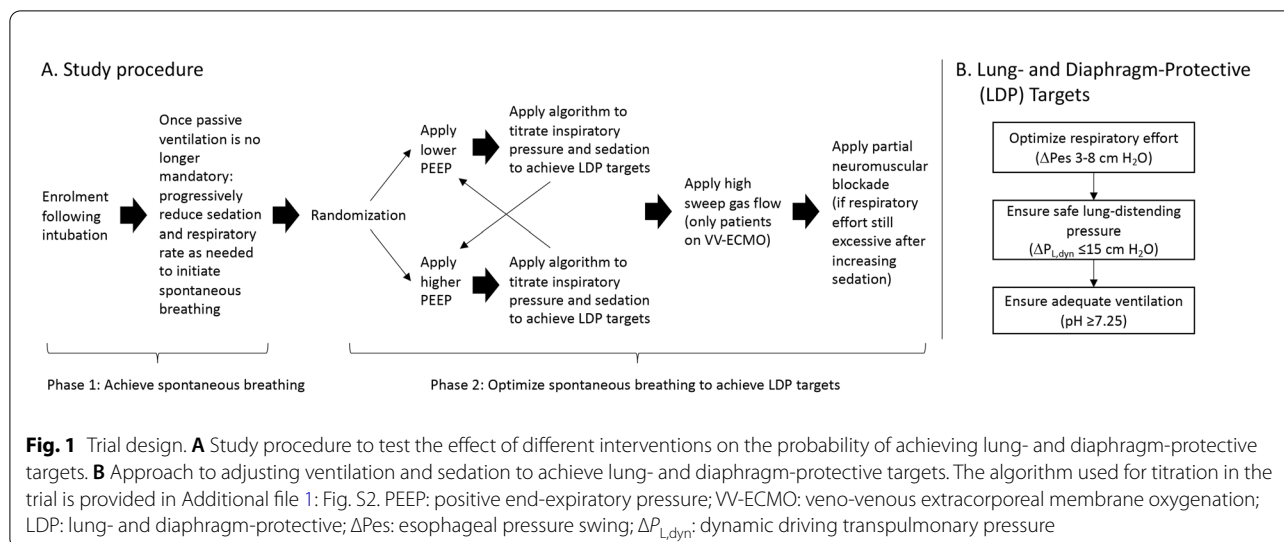 A. Study procedure
Enrolment
following
intubation
Once passive
ventilation is no
longer
mandatory:
progressively
reduce sedation
and respiratory
rate as needed
to initiate
spontaneous
breathing
Randomization
Apply
lower
PEEP
Apply algorithm to
titrate inspiratory
pressure and sedation
to achieve LDP targets
Apply
higher
PEEP
Apply algorithm to
titrate inspiratory
pressure and sedation
to achieve LDP targets
Apply high
sweep gas flow
(only patients
on VV-ECMO)
Apply partial
neuromuscular
blockade
(if respiratory
effort still
excessive after
increasing
sedation)
Phase 1: Achieve spontaneous breathing
Phase 2: Optimize spontaneous breathing to achieve LDP targets
B. Lung- and Diaphragm-Protective
(LDP) Targets
Optimize respiratory effort
(ΔPes 3-8 cm H₂O)
Ensure safe lung-distending
pressure
(ΔP_L,dyn ≤15 cm H₂O)
Ensure adequate ventilation
(pH ≥7.25)
Fig. 1 Trial design. A Study procedure to test the effect of different interventions on the probability of achieving lung- and diaphragm-protective
targets. B Approach to adjusting ventilation and sedation to achieve lung- and diaphragm-protective targets. The algorithm used for titration in the
trial is provided in Additional file 1: Fig. S2. PEEP: positive end-expiratory pressure; VV-ECMO: veno-venous extracorporeal membrane oxygenation;
LDP: lung- and diaphragm-protective; ΔPes: esophageal pressure swing; ΔP_L,dyn: dynamic driving transpulmonary pressure